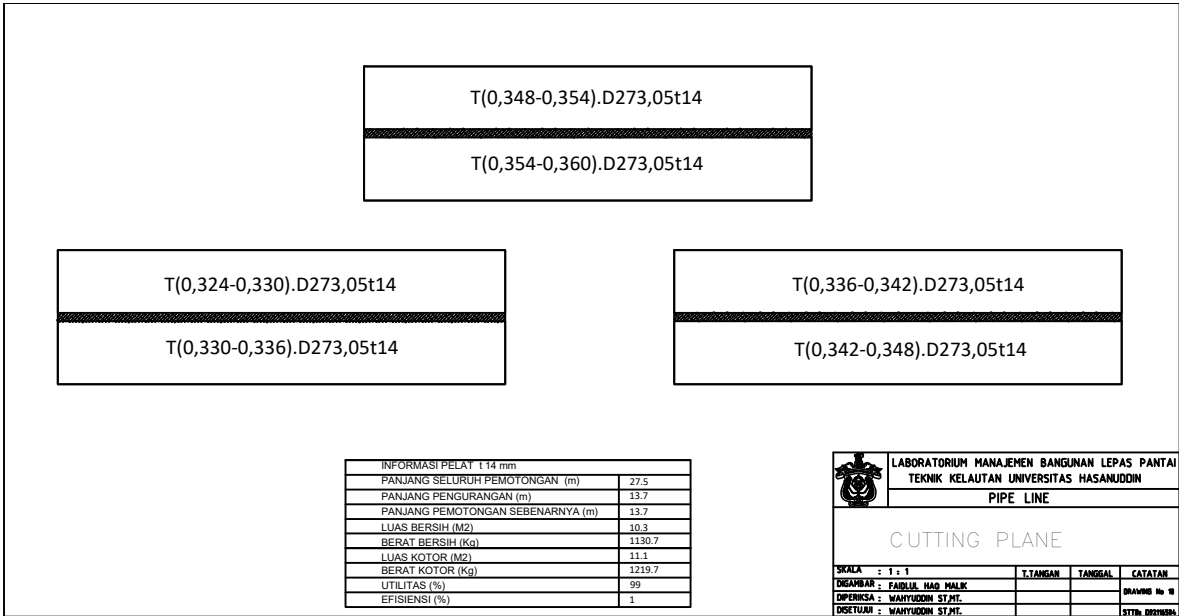 T(0,348-0,354).D273,05t14
T(0,354-0,360).D273,05t14
T(0,324-0,330).D273,05t14
T(0,330-0,336).D273,05t14
T(0,336-0,342).D273,05t14
T(0,342-0,348).D273,05t14
INFORMASI PELAT t 14 mm
PANJANG SELURUH PEMOTONGAN (m) 27.5
PANJANG PENGURANGAN (m) 13.7
PANJANG PEMOTONGAN SEBENARNYA (m) 13.7
LUAS BERSIH (M2) 10.3
BERAT BERSIH (Kg) 1130.7
LUAS KOTOR (M2) 11.1
BERAT KOTOR (Kg) 1219.7
UTILITAS (%) 99
EFISIENSI (%) 1
LABORATORIUM MANAJEMEN BANGUNAN LEPAS PANTAI
TEKNIK KELAUTAN UNIVERSITAS HASANUDDIN
PIPE LINE
CUTTING PLANE
SKALA : 1 : 1 T.TANGAN TANGGAL CATATAN
DIGAMBAR : FAIDLUL HAQ MALIK
DIPERIKSA : WAHYUDDIN ST,MT. DRAWING No
DISETUJUI : WAHYUDDIN ST,MT.